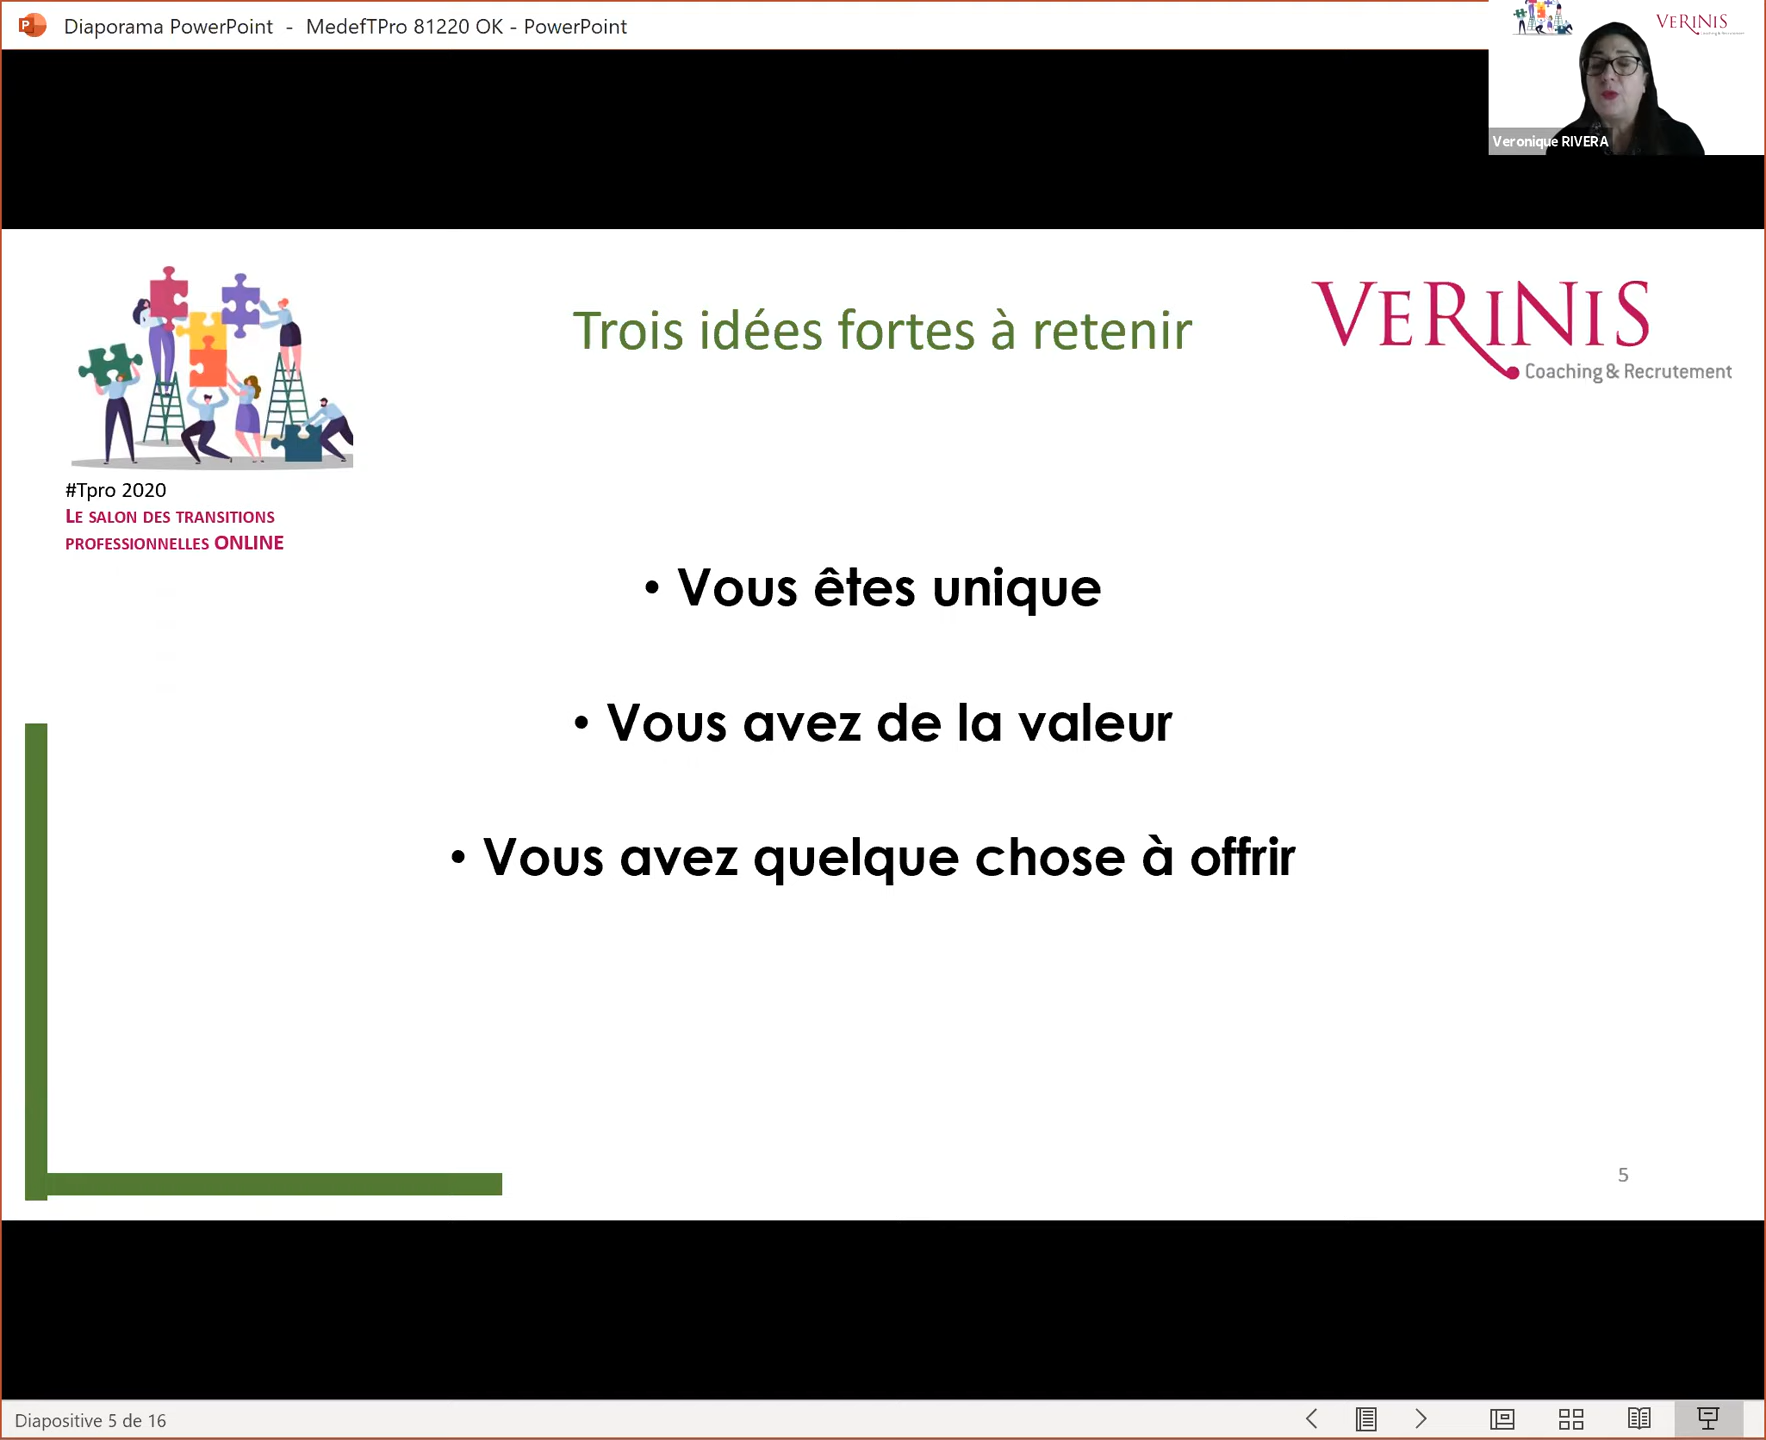 Diaporama PowerPoint - MedefTPro 81220 OK - PowerPoint
VERINIS
Veronique RIVERA
Trois idées fortes à retenir
VERINIS
Coaching & Recrutement
#Tpro 2020
LE SALON DES TRANSITIONS
PROFESSIONNELLES ONLINE
• Vous êtes unique
• Vous avez de la valeur
• Vous avez quelque chose à offrir
5
Diapositive 5 de 16